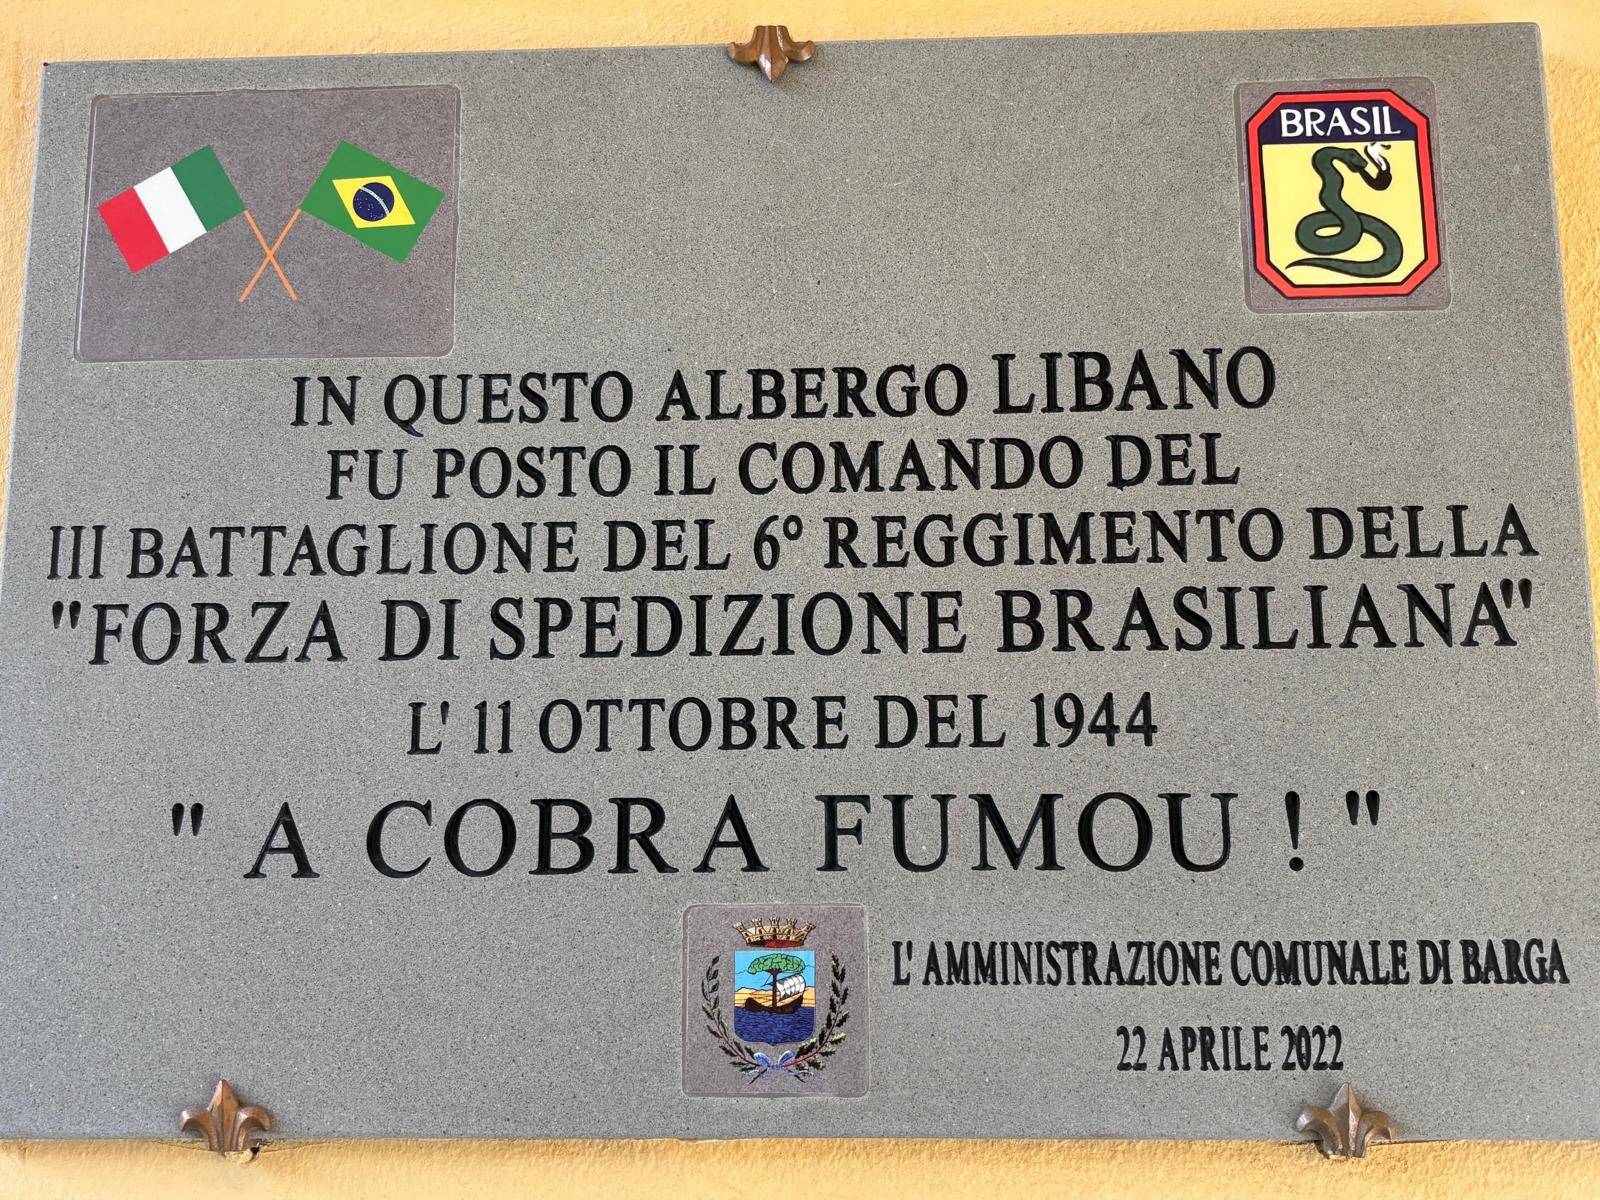 BRASIL
IN QUESTO ALBERGO LIBANO
FU POSTO IL COMANDO DEL
III BATTAGLIONE DEL 6° REGGIMENTO DELLA
"FORZA DI SPEDIZIONE BRASILIANA"
L' 11 OTTOBRE DEL 1944
" A COBRA FUMOU ! "
L' AMMINISTRAZIONE COMUNALE DI BARGA
22 APRILE 2022